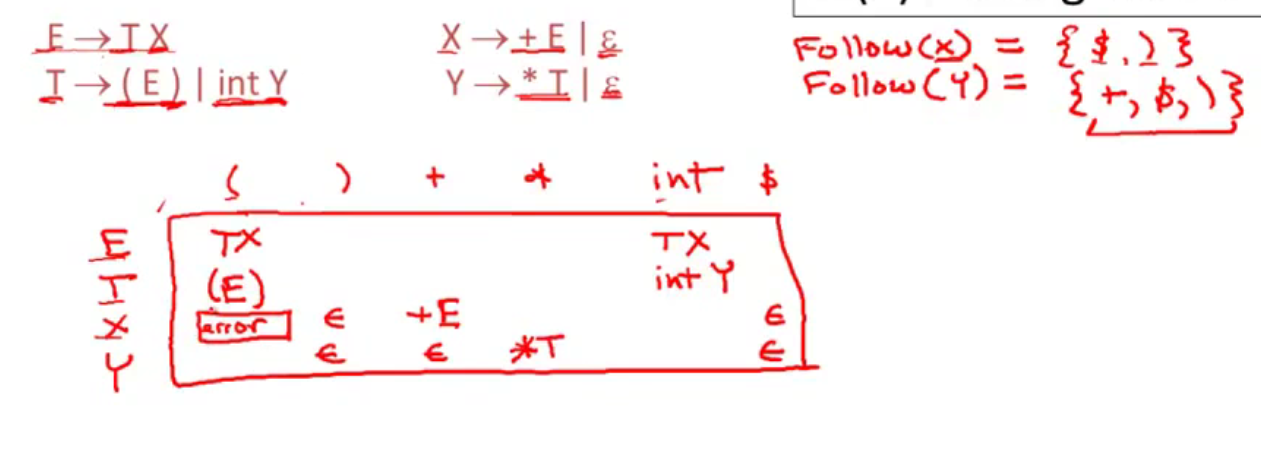 E → T X
X → + E | ε
Follow(x) = { $, ) }
T → ( E ) | int Y
Y → * T | ε
Follow(Y) = { +, $, ) }
( ) + * int $
E TX TX
T (E) int Y
X error ϵ +E ϵ
Y ϵ ϵ *T ϵ